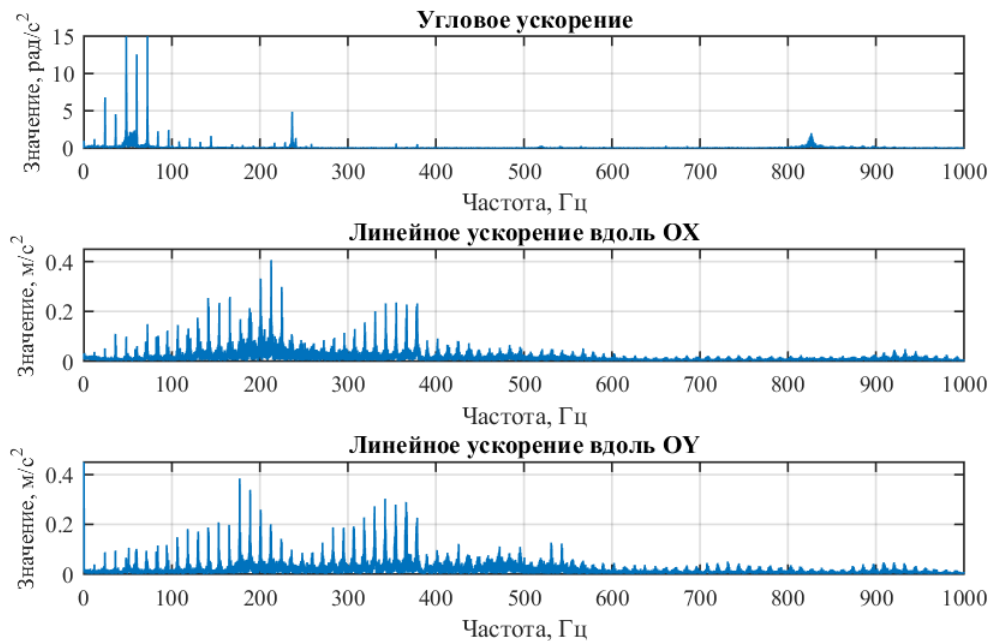 Угловое ускорение
Значение, рад/с²
15
10
5
0
0 100 200 300 400 500 600 700 800 900 1000
Частота, Гц
Линейное ускорение вдоль OX
Значение, м/с²
0.4
0.2
0
0 100 200 300 400 500 600 700 800 900 1000
Частота, Гц
Линейное ускорение вдоль OY
Значение, м/с²
0.4
0.2
0
0 100 200 300 400 500 600 700 800 900 1000
Частота, Гц